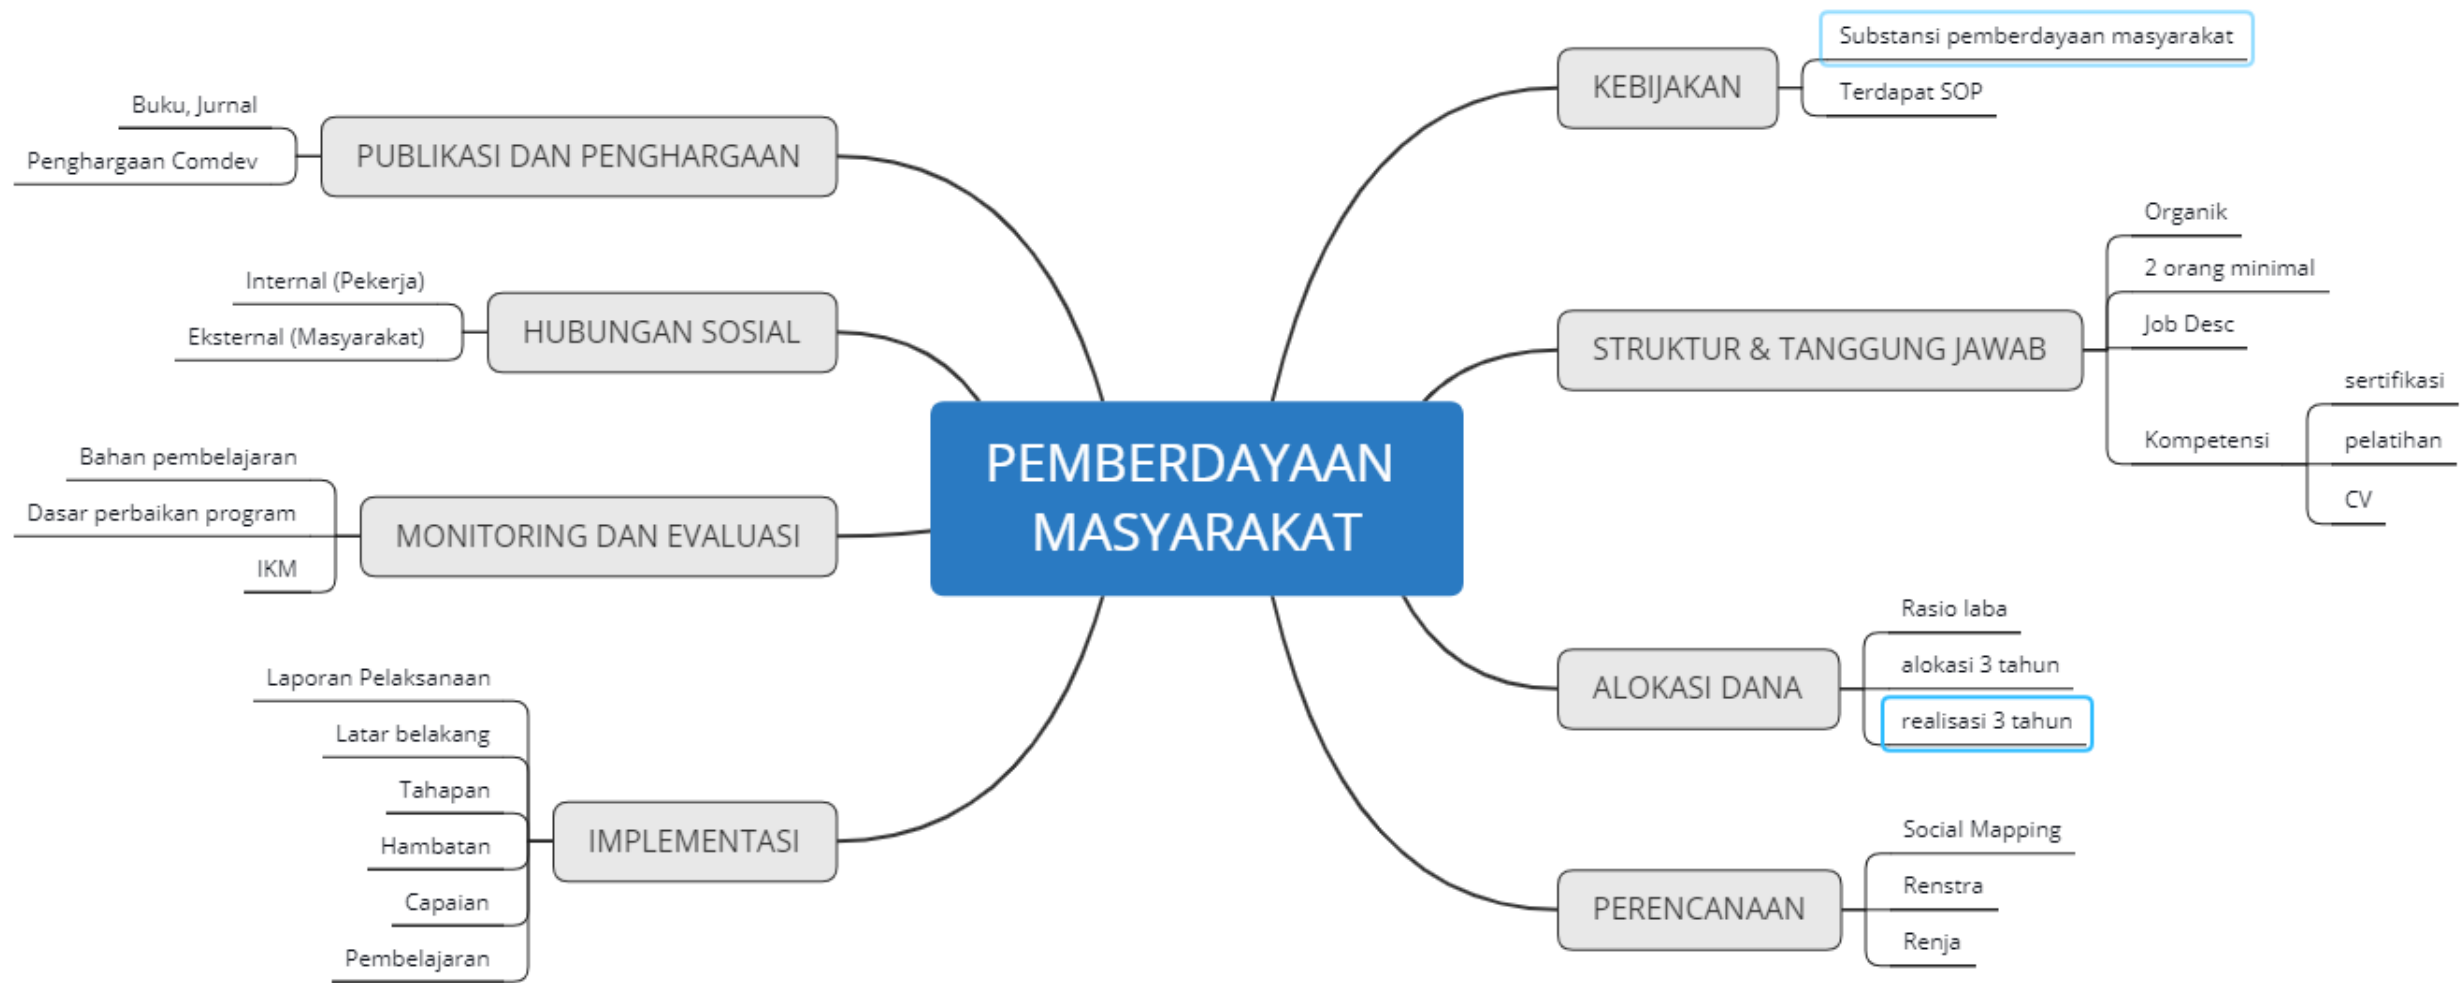 PEMBERDAYAAN
MASYARAKAT
KEBIJAKAN
Substansi pemberdayaan masyarakat
Terdapat SOP
STRUKTUR & TANGGUNG JAWAB
Organik
2 orang minimal
Job Desc
Kompetensi
sertifikasi
pelatihan
CV
ALOKASI DANA
Rasio laba
alokasi 3 tahun
realisasi 3 tahun
PERENCANAAN
Social Mapping
Renstra
Renja
PUBLIKASI DAN PENGHARGAAN
Buku, Jurnal
Penghargaan Comdev
HUBUNGAN SOSIAL
Internal (Pekerja)
Eksternal (Masyarakat)
MONITORING DAN EVALUASI
Bahan pembelajaran
Dasar perbaikan program
IKM
IMPLEMENTASI
Laporan Pelaksanaan
Latar belakang
Tahapan
Hambatan
Capaian
Pembelajaran